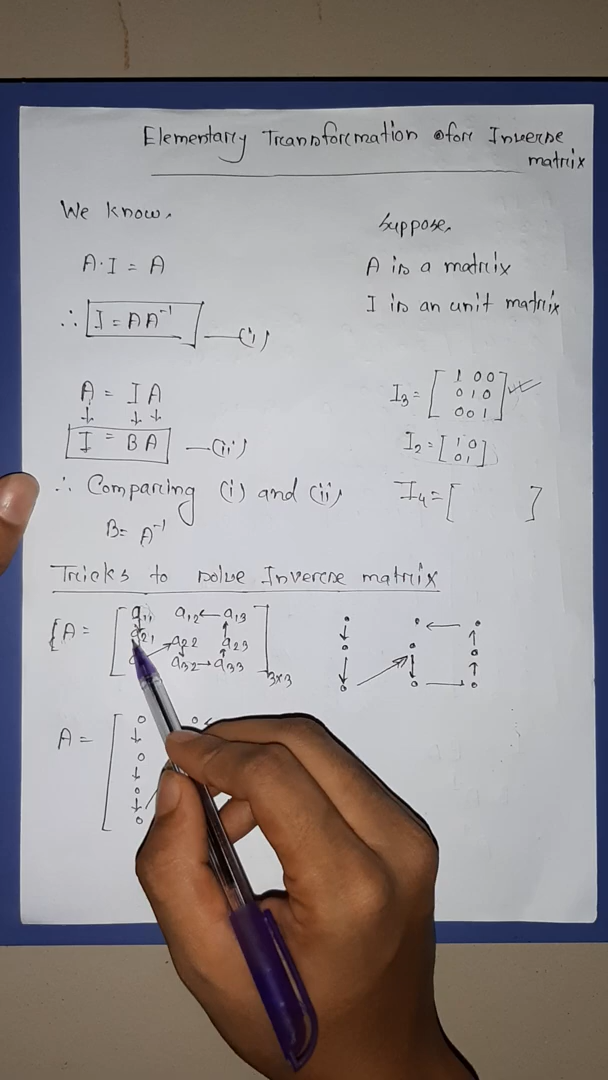 Elementary Transformation for Inverse
matrix
We know,
A·I = A
∴ I = AA⁻¹ —(i)
A = I A
↓ ↓ ↓
I = B A —(ii)
∴ Comparing (i) and (ii),
B = A⁻¹
Suppose,
A is a matrix
I is an unit matrix
I₃ = [ 1 0 0
0 1 0
0 0 1 ]
I₂ = [ 1 0
0 1 ]
I₄ = [ ]
Tricks to solve Inverse matrix
{A = [ a₁₁ a₁₂ ← a₁₃
a₂₁ a₂₂ a₂₃
a₃₂ → a₃₃ ] 3x3
A = [